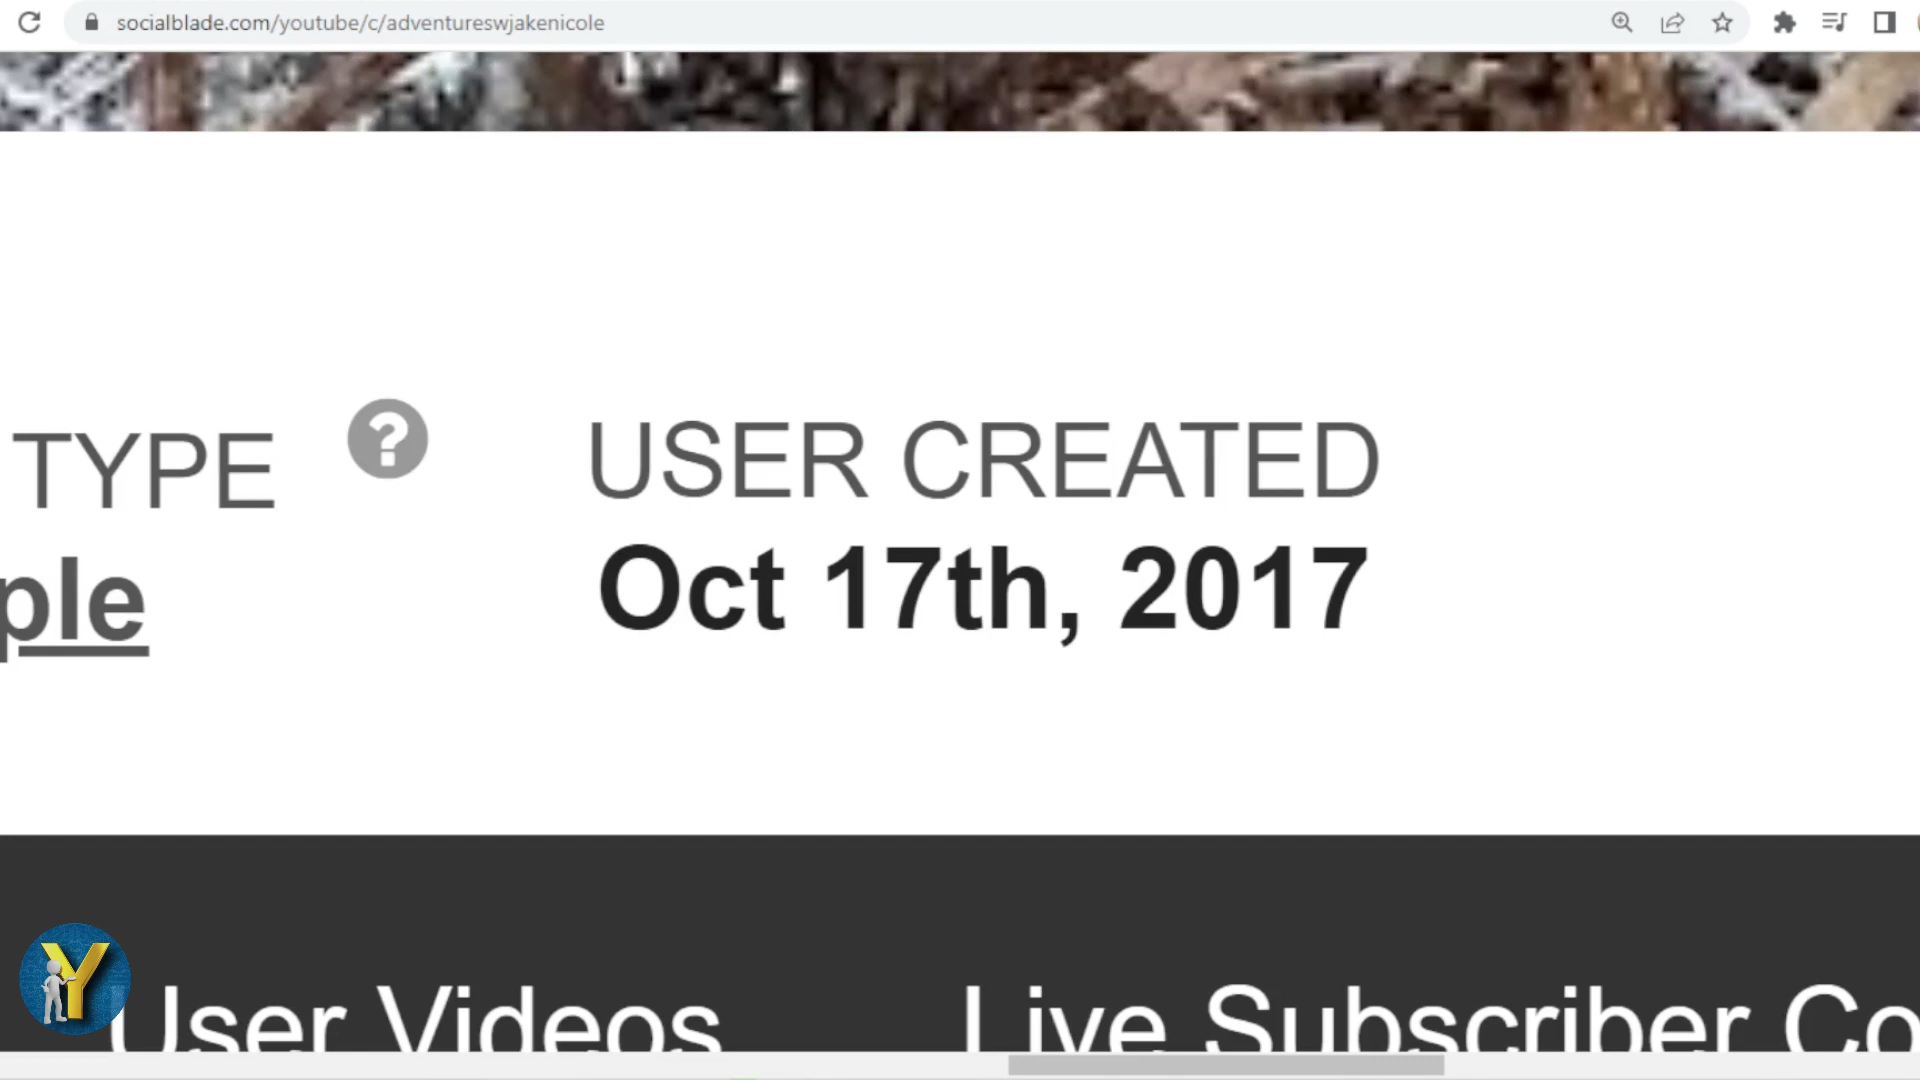 socialblade.com/youtube/c/adventureswjakenicole
TYPE ?
USER CREATED
ple
Oct 17th, 2017
Y
User Videos
Live Subscriber Co